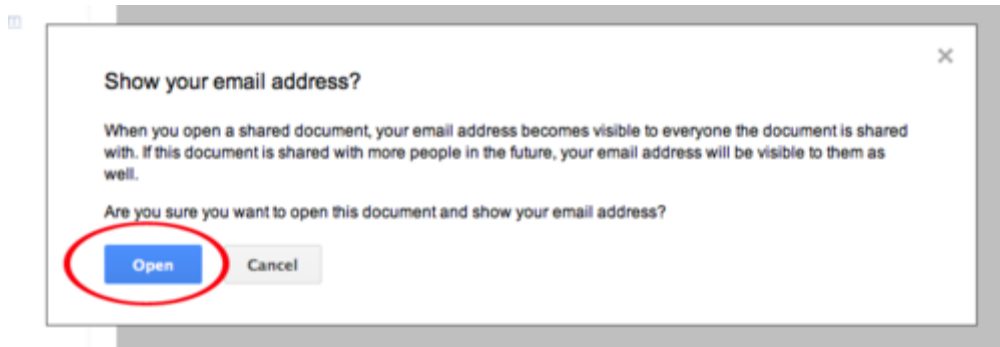 Show your email address?
When you open a shared document, your email address becomes visible to everyone the document is shared
with. If this document is shared with more people in the future, your email address will be visible to them as
well.
Are you sure you want to open this document and show your email address?
Open Cancel